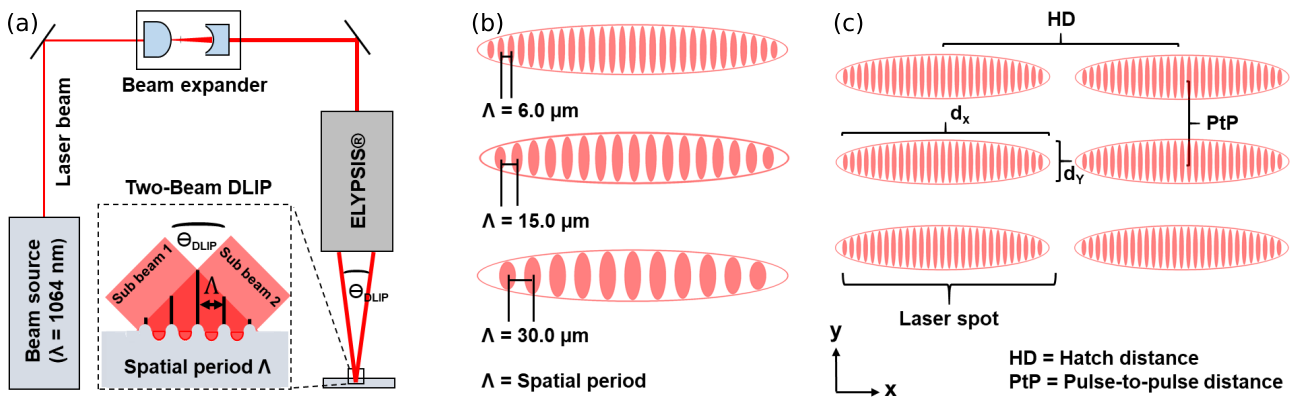 (a)
Beam expander
Laser beam
Beam source
(λ = 1064 nm)
Two-Beam DLIP
ELYPSIS®
ΘDLIP
Sub beam 1
Sub beam 2
Λ
Spatial period Λ
ΘDLIP
(b)
Λ = 6.0 µm
Λ = 15.0 µm
Λ = 30.0 µm
Λ = Spatial period
(c)
HD
dx
PtP
dY
Laser spot
y
x
HD = Hatch distance
PtP = Pulse-to-pulse distance